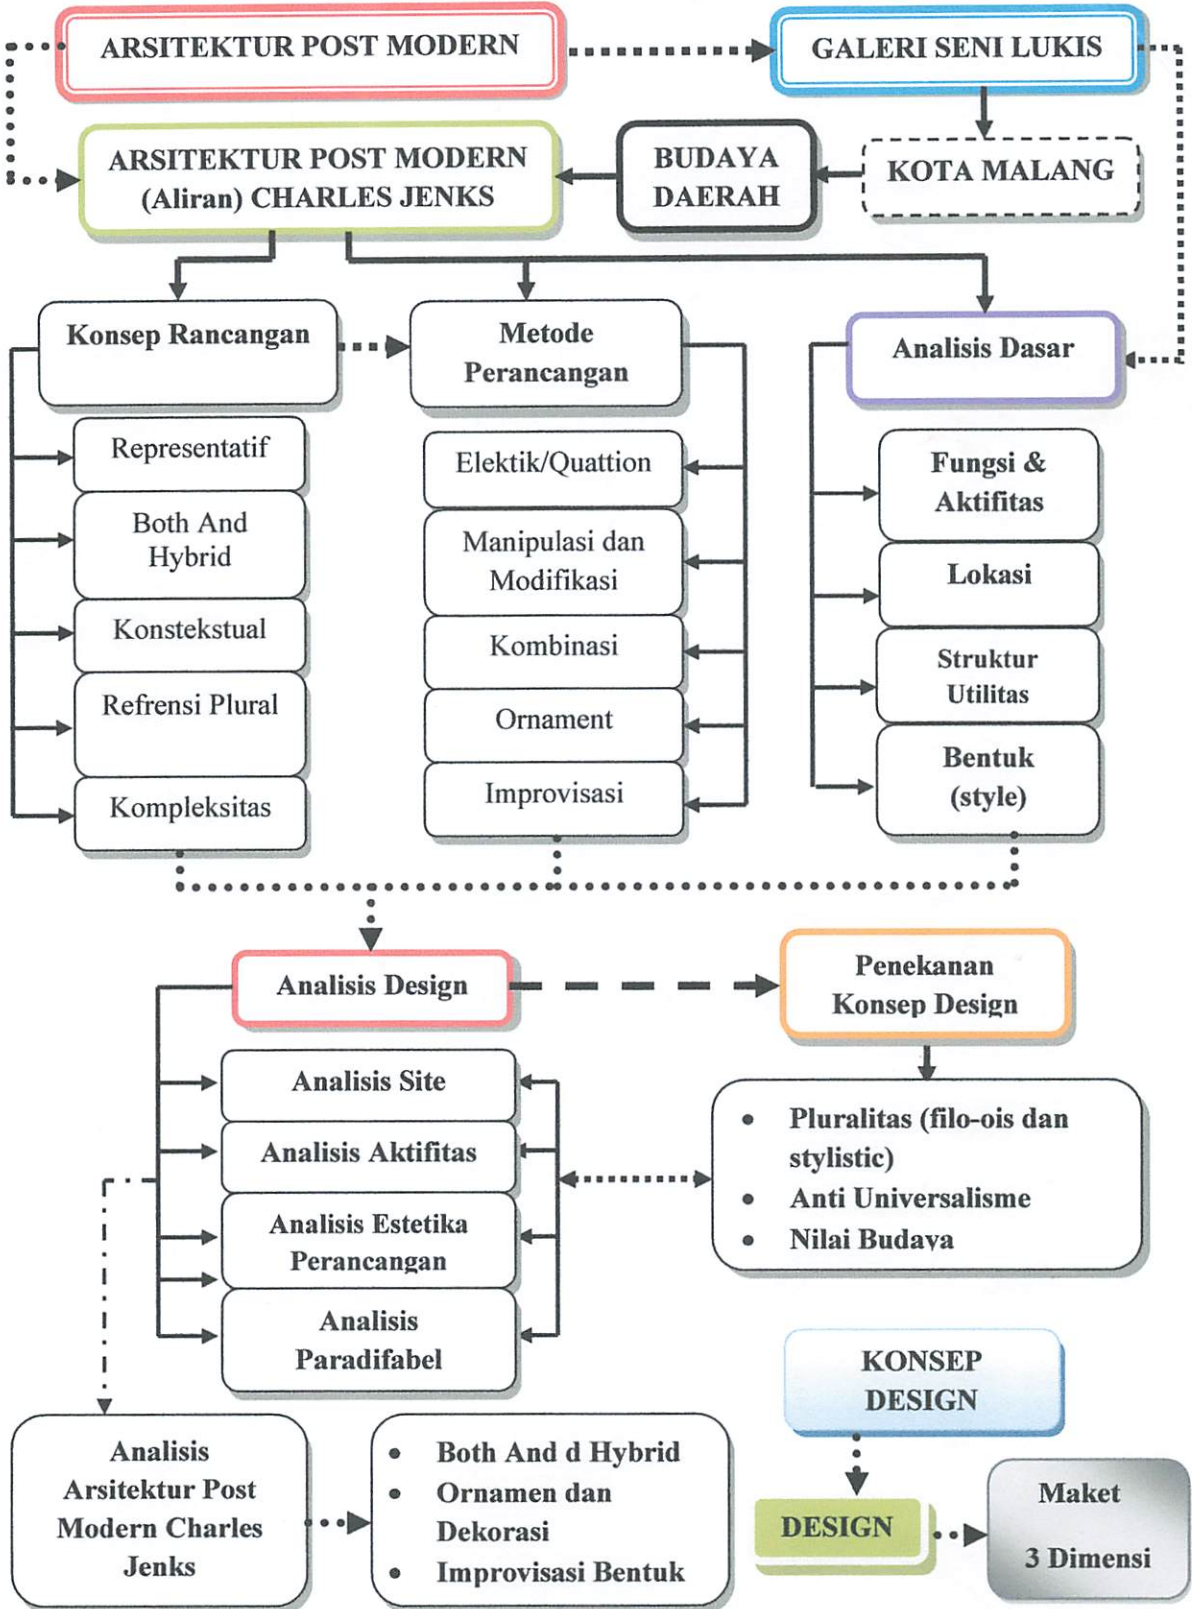 ARSITEKTUR POST MODERN
GALERI SENI LUKIS
ARSITEKTUR POST MODERN
(Aliran) CHARLES JENKS
BUDAYA
DAERAH
KOTA MALANG
Konsep Rancangan
Metode
Perancangan
Analisis Dasar
Representatif
Both And
Hybrid
Konstekstual
Refrensi Plural
Kompleksitas
Elektik/Quattion
Manipulasi dan
Modifikasi
Kombinasi
Ornament
Improvisasi
Fungsi &
Aktifitas
Lokasi
Struktur
Utilitas
Bentuk
(style)
Analisis Design
Penekanan
Konsep Design
Analisis Site
Analisis Aktifitas
Analisis Estetika
Perancangan
Analisis
Paradifabel
• Pluralitas (filo-ois dan
stylistic)
• Anti Universalisme
• Nilai Budaya
KONSEP
DESIGN
Analisis
Arsitektur Post
Modern Charles
Jenks
• Both And d Hybrid
• Ornamen dan
Dekorasi
• Improvisasi Bentuk
DESIGN
Maket
3 Dimensi